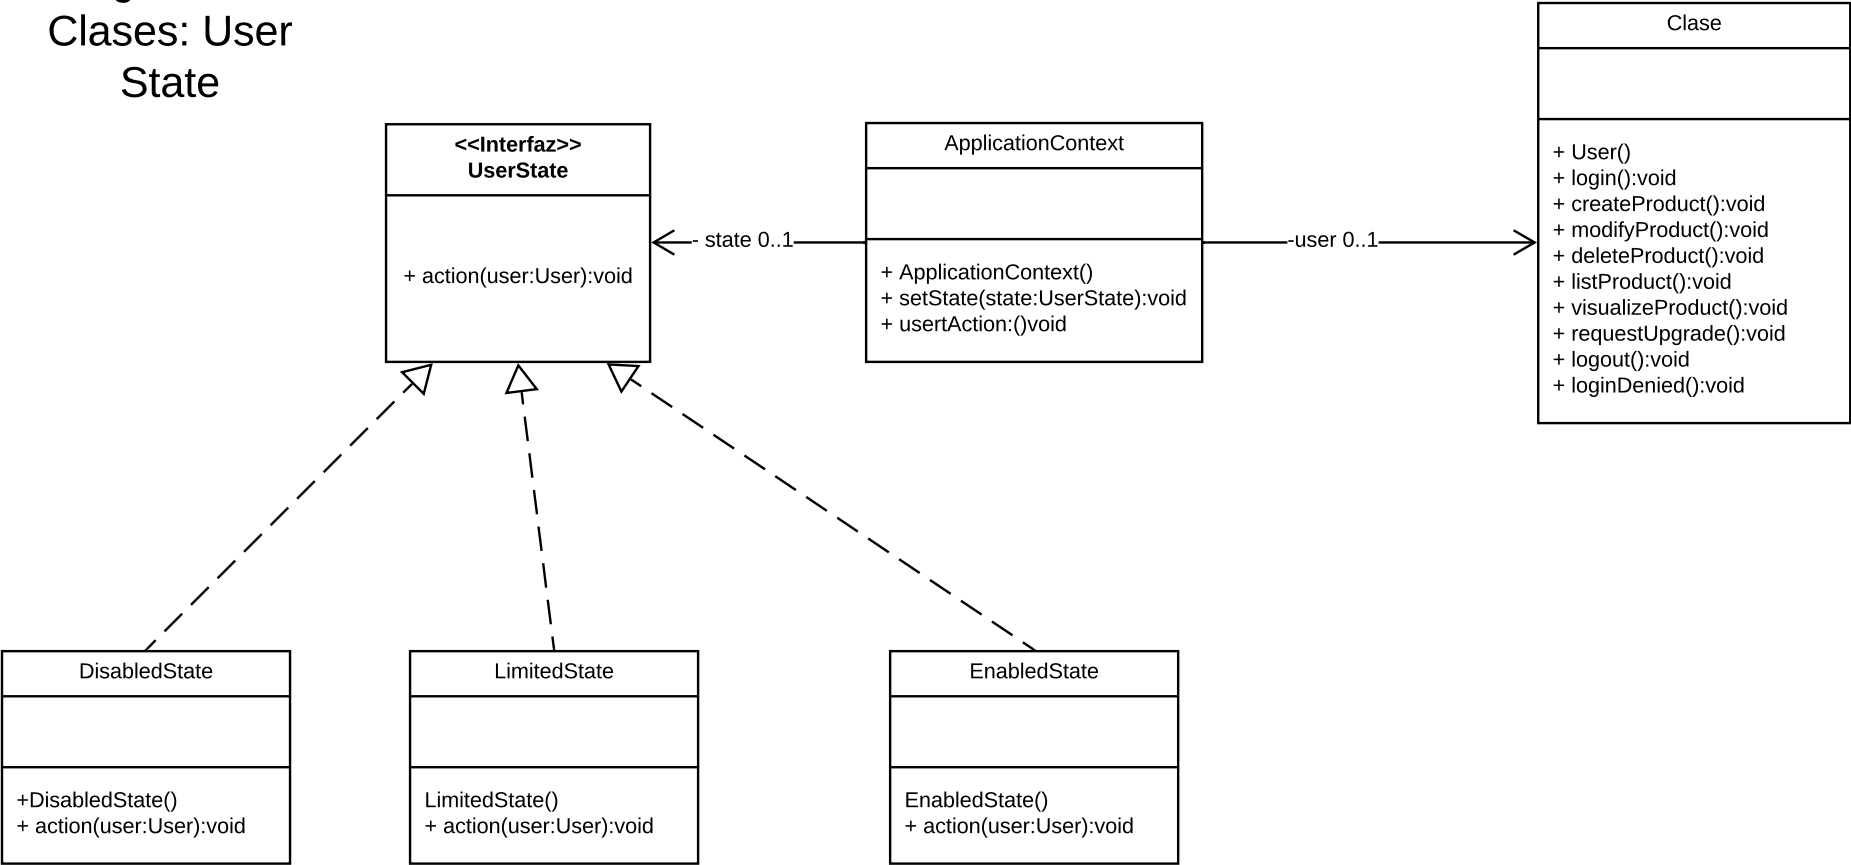 Clases: User
State
<<Interfaz>>
UserState
+ action(user:User):void
- state 0..1
ApplicationContext
+ ApplicationContext()
+ setState(state:UserState):void
+ usertAction:()void
-user 0..1
Clase
+ User()
+ login():void
+ createProduct():void
+ modifyProduct():void
+ deleteProduct():void
+ listProduct():void
+ visualizeProduct():void
+ requestUpgrade():void
+ logout():void
+ loginDenied():void
DisabledState
+DisabledState()
+ action(user:User):void
LimitedState
LimitedState()
+ action(user:User):void
EnabledState
EnabledState()
+ action(user:User):void